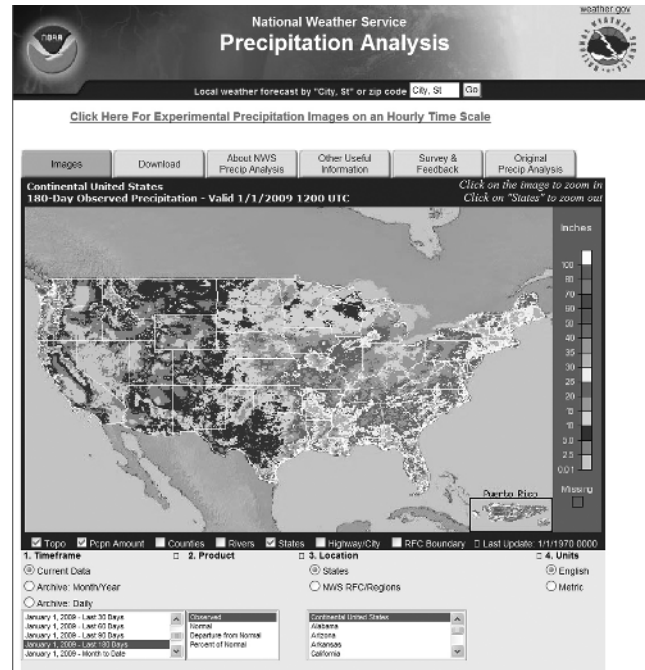 weather.gov
NOAA
National Weather Service
Precipitation Analysis
Local weather forecast by "City, St" or zip code City, St Go
Click Here For Experimental Precipitation Images on an Hourly Time Scale
Images
Download
About NWS
Precip Analysis
Other Useful
Information
Survey &
Feedback
Original
Precip Analysis
Continental United States
180-Day Observed Precipitation - Valid 1/1/2009 1200 UTC
Click on the image to zoom in
Click on "States" to zoom out
Inches
100
80
70
60
50
40
35
30
25
20
10
5.0
2.5
0.01
Missing
Puerto Rico
Topo Pcpn Amount Counties Rivers States Highway/City RFC Boundary Last Update: 1/1/1970 0000
1. Timeframe 2. Product 3. Location 4. Units
Current Data States English
Archive: Month/Year NWS RFC/Regions Metric
Archive: Daily
January 1, 2009 - Last 30 Days
January 1, 2009 - Last 60 Days
January 1, 2009 - Last 90 Days
January 1, 2009 - Last 180 Days
January 1, 2009 - Month to Date
Observed
Normal
Departure from Normal
Percent of Normal
Continental United States
Alabama
Arizona
Arkansas
California